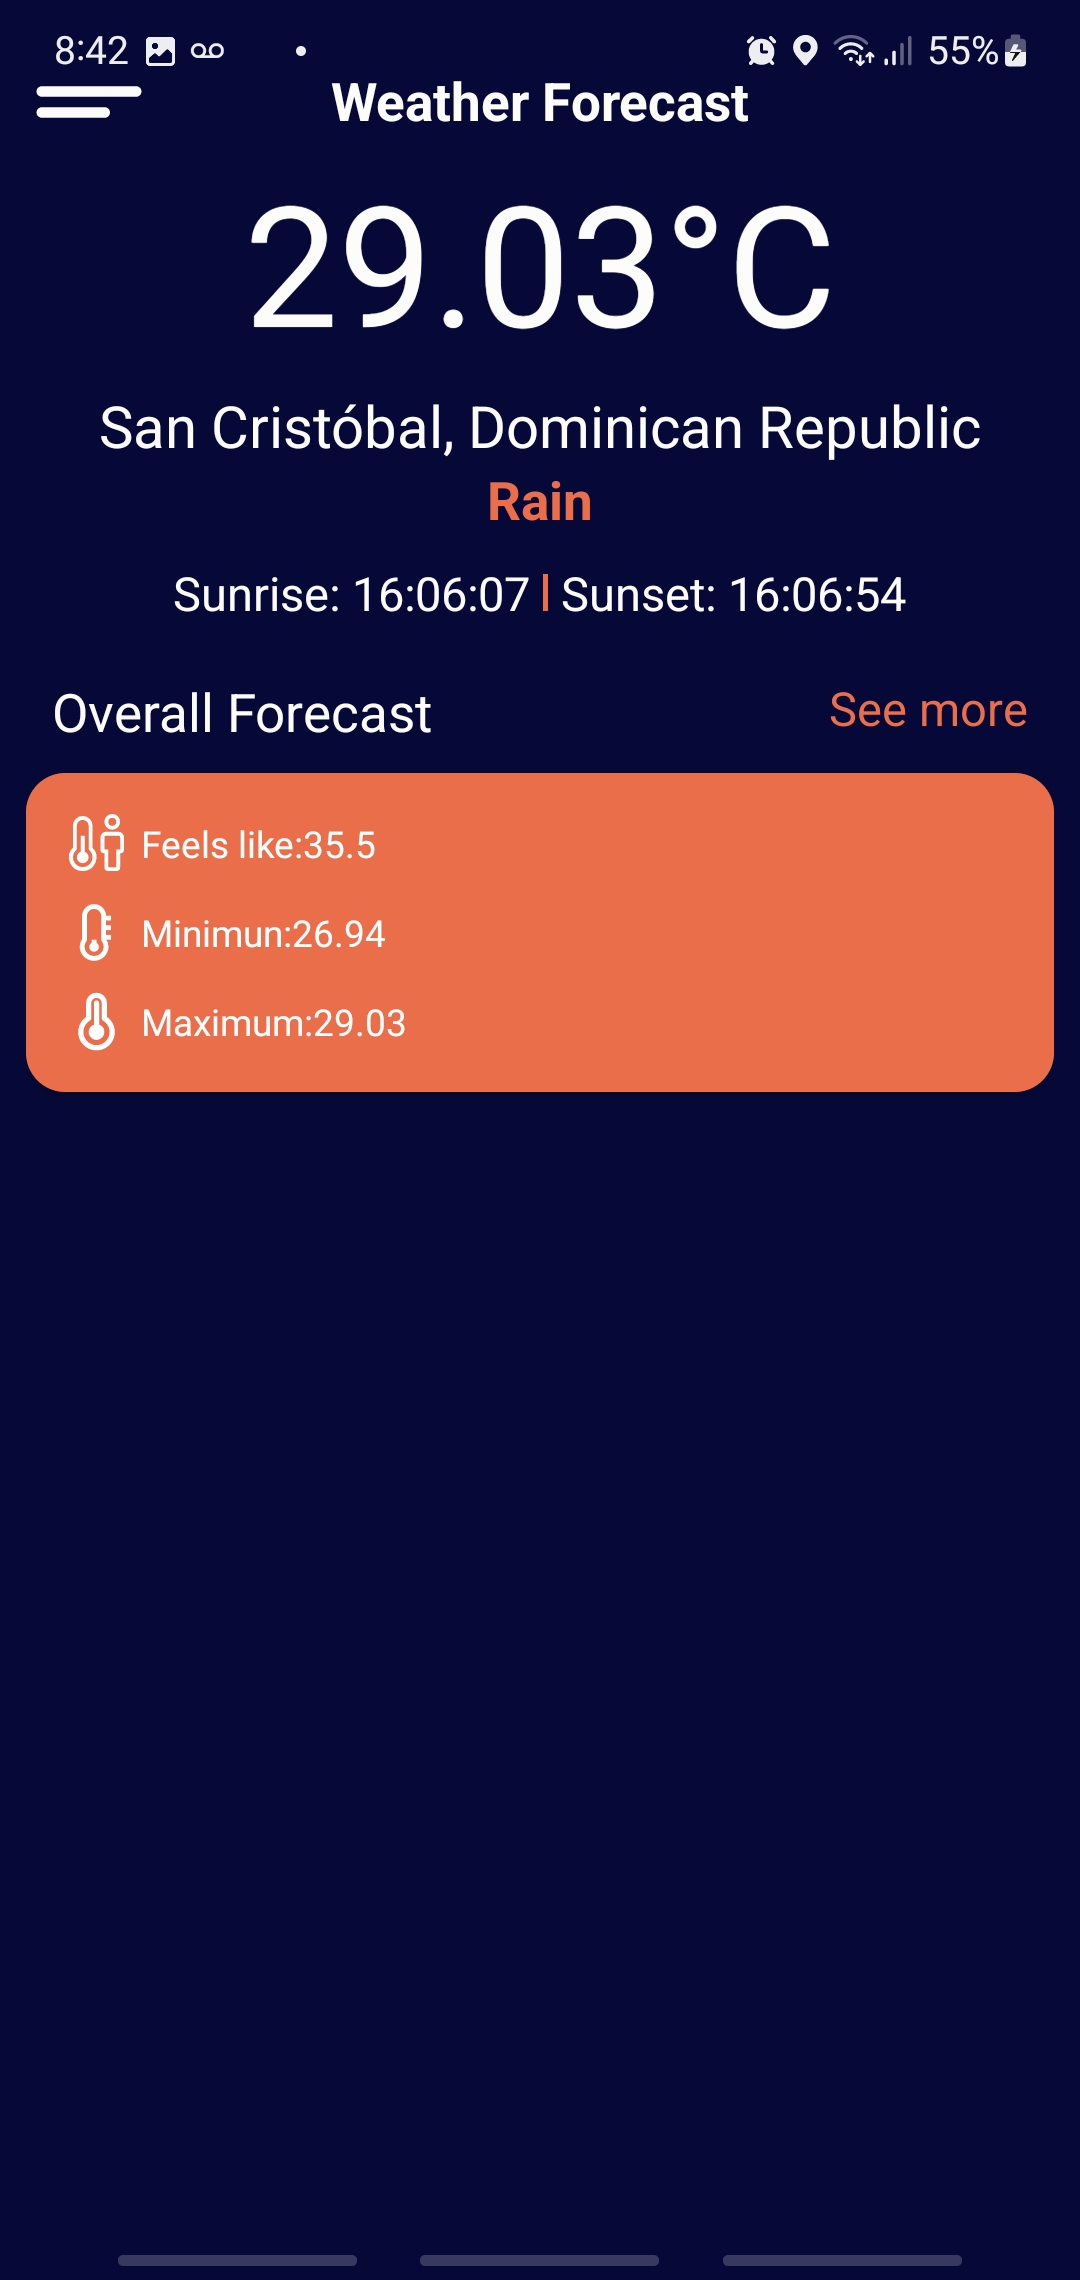 8:42
55%
Weather Forecast
29.03°C
San Cristóbal, Dominican Republic
Rain
Sunrise: 16:06:07 | Sunset: 16:06:54
Overall Forecast
See more
Feels like:35.5
Minimun:26.94
Maximum:29.03